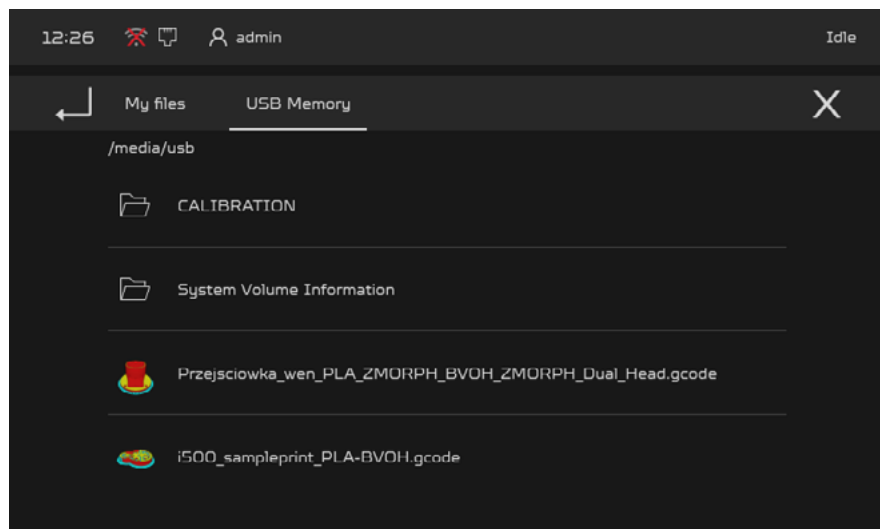 12:26 admin Idle
My files USB Memory X
/media/usb
CALIBRATION
System Volume Information
Przejsciowka_wen_PLA_ZMORPH_BVOH_ZMORPH_Dual_Head.gcode
i500_sampleprint_PLA-BVOH.gcode